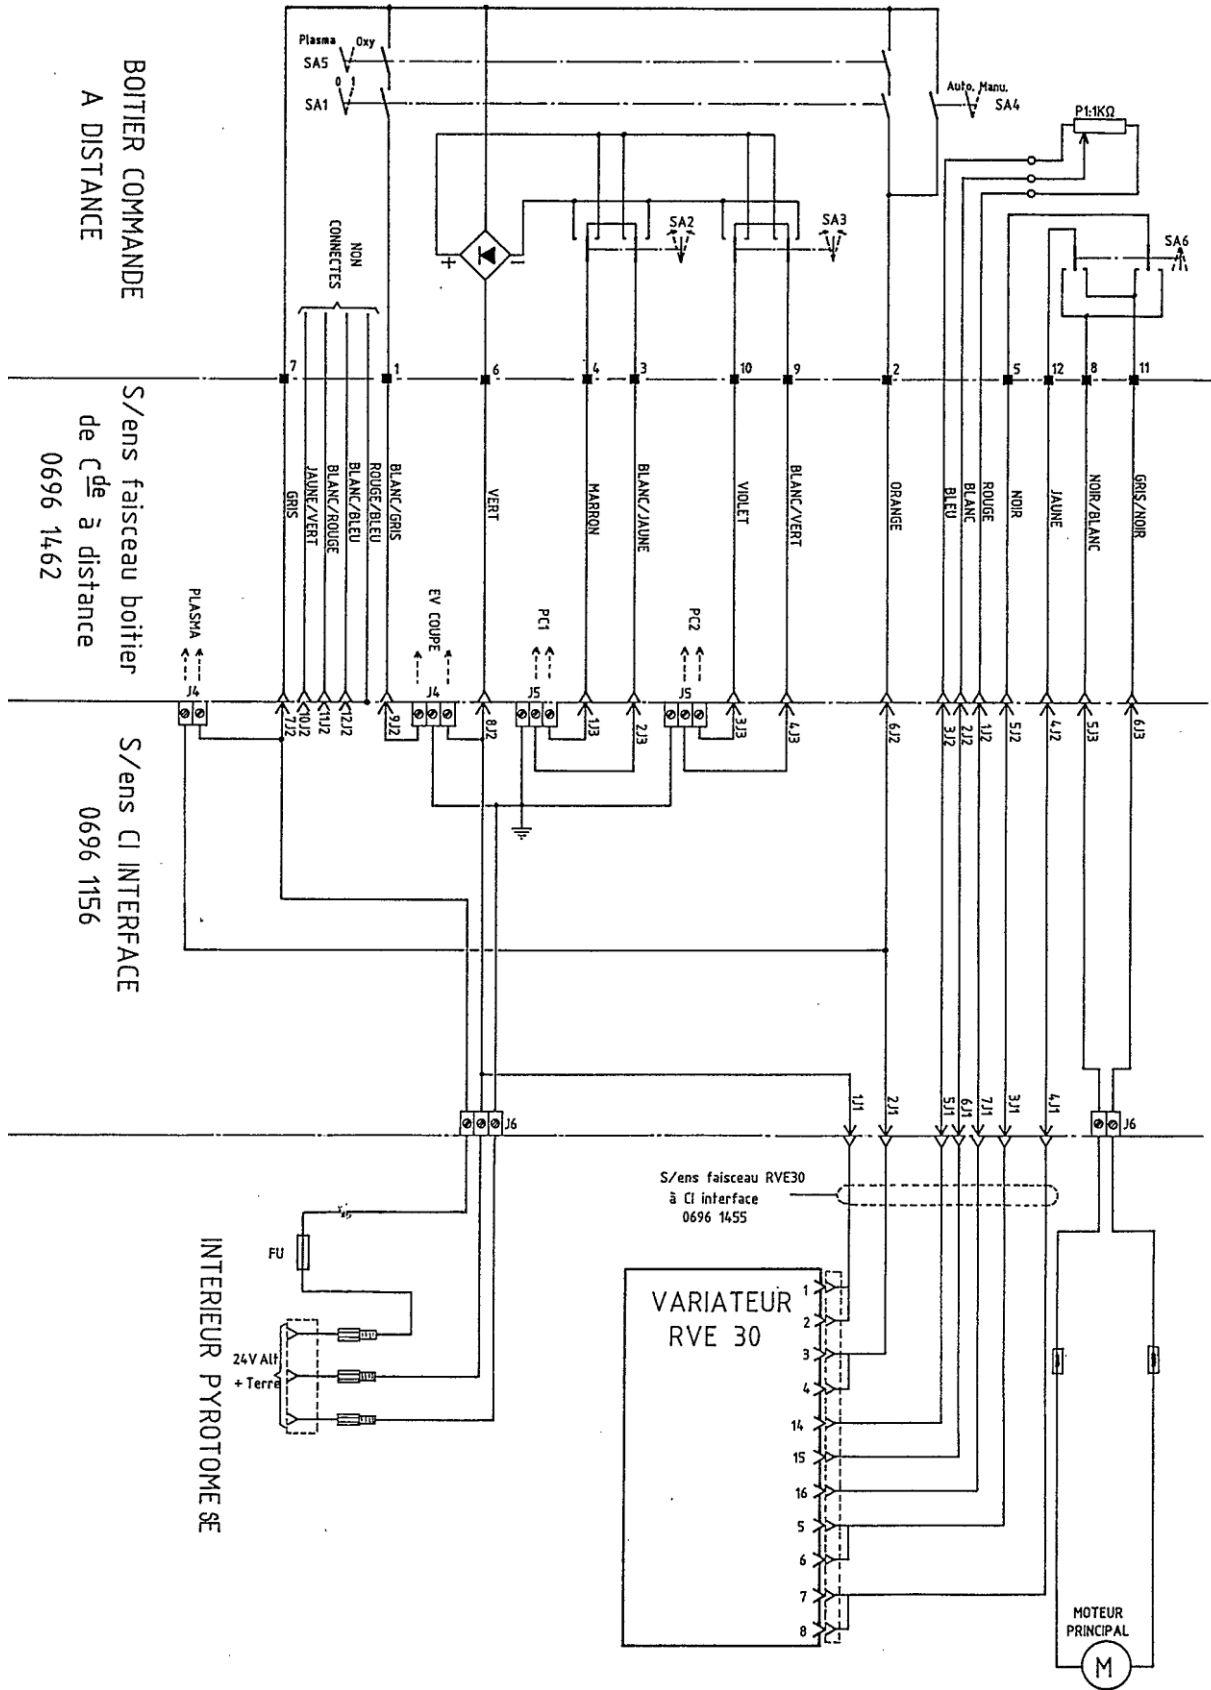 Plasma
Oxy
SA5
0 1
SA1
Auto. Manu.
SA4
P1:1KΩ
SA2
SA3
SA6
+
-
BOITIER COMMANDE
A DISTANCE
NON
CONNECTES
7
1
6
4
3
10
9
2
5
12
8
11
S/ens faisceau boitier
de Cde à distance
0696 1462
GRIS
JAUNE/VERT
BLANC/ROUGE
BLANC/BLEU
ROUGE/BLEU
BLANC/GRIS
VERT
MARRON
BLANC/JAUNE
VIOLET
BLANC/VERT
ORANGE
BLEU
BLANC
ROUGE
NOIR
JAUNE
NOIR/BLANC
GRIS/NOIR
PLASMA
EV COUPE
PC1
PC2
J4
J4
J5
J5
7J2
10J2
11J2
12J2
9J2
8J2
1J3
2J3
3J3
4J3
6J2
3J2
2J2
1J2
5J2
4J2
5J3
6J3
S/ens CI INTERFACE
0696 1156
1J1
2J1
5J1
6J1
7J1
3J1
4J1
J6
J6
S/ens faisceau RVE30
à CI interface
0696 1455
FU
24V Alt
+ Terre
INTERIEUR PYROTOME SE
VARIATEUR
RVE 30
1
2
3
4
14
15
16
5
6
7
8
MOTEUR
PRINCIPAL
M